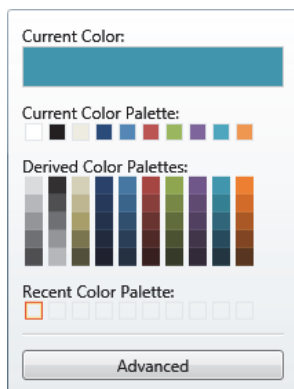 Current Color:
Current Color Palette:
Derived Color Palettes:
Recent Color Palette:
Advanced